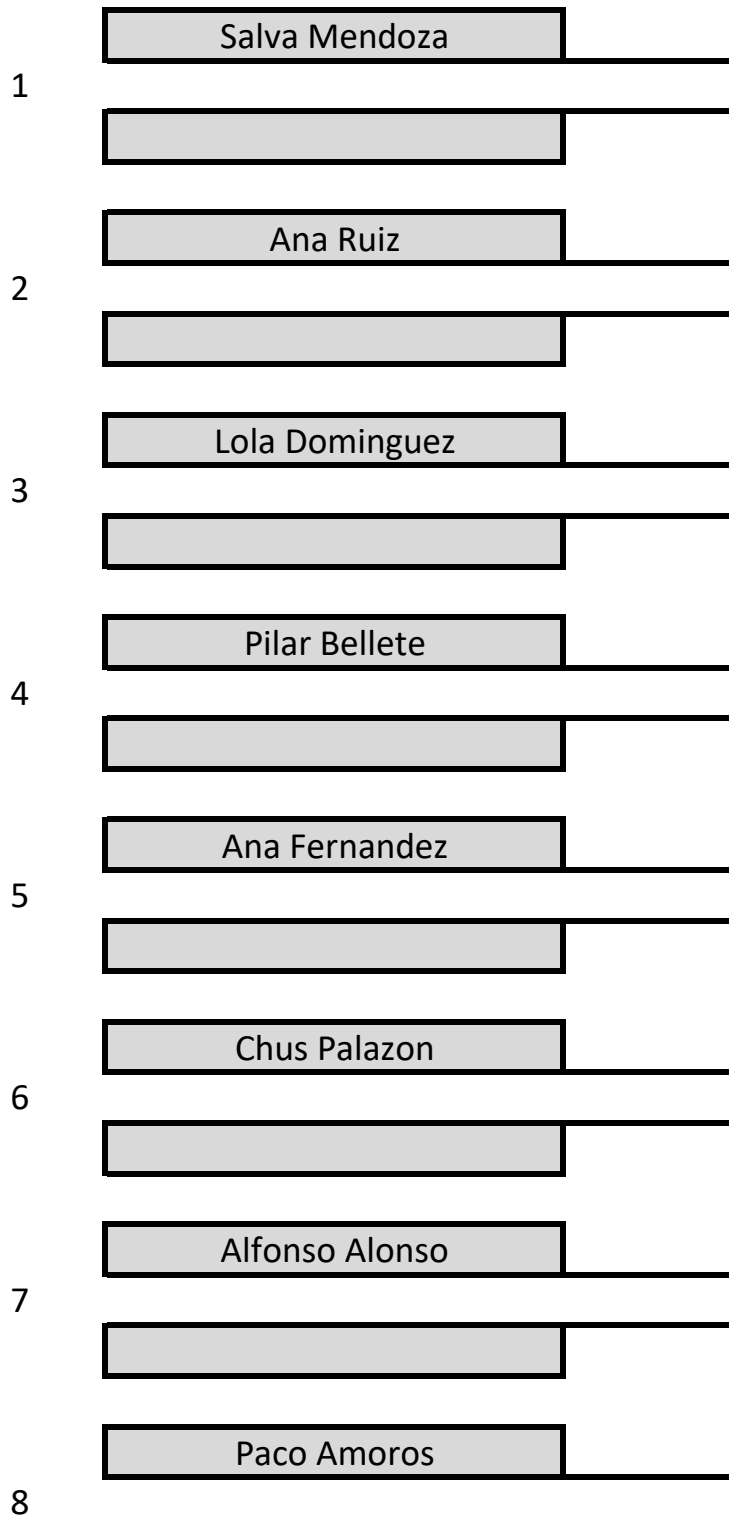 Salva Mendoza
1
Ana Ruiz
2
Lola Dominguez
3
Pilar Bellete
4
Ana Fernandez
5
Chus Palazon
6
Alfonso Alonso
7
Paco Amoros
8